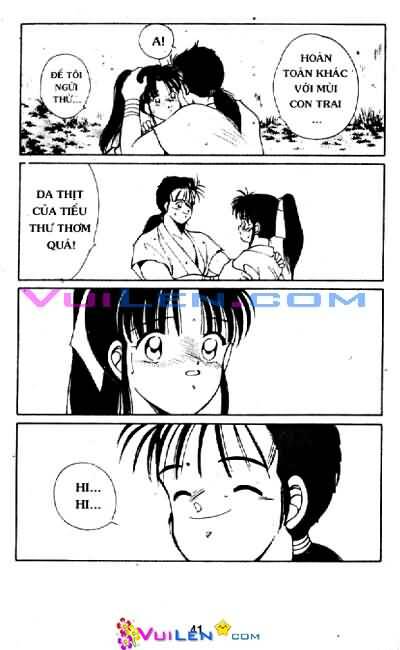 HOÀN
TOÀN KHÁC
VỚI MÙI
CON TRAI
...
A!
ĐỂ TÔI
NGỬI
THỬ...
DA THỊT
CỦA TIỂU
THƯ THƠM
QUÁ!
VUILEN.COM
HI...
HI...
41
VUILEN
.COM